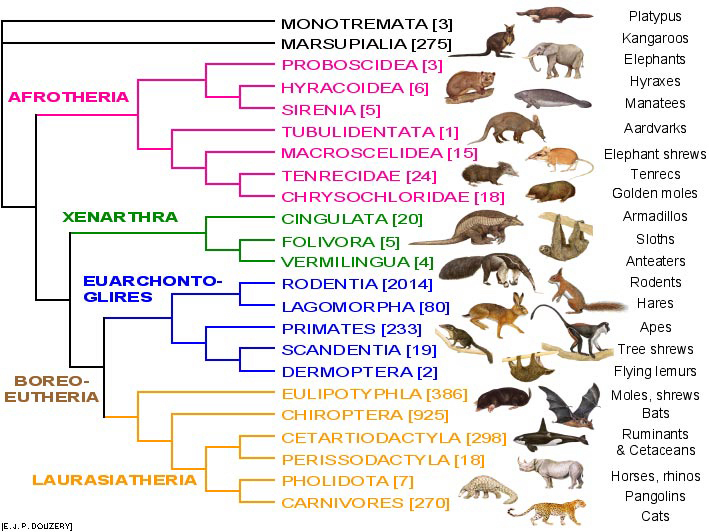 MONOTREMATA [3] Platypus
MARSUPIALIA [275] Kangaroos
PROBOSCIDEA [3] Elephants
HYRACOIDEA [6] Hyraxes
AFROTHERIA
SIRENIA [5] Manatees
TUBULIDENTATA [1] Aardvarks
MACROSCELIDEA [15] Elephant shrews
TENRECIDAE [24] Tenrecs
CHRYSOCHLORIDAE [18] Golden moles
XENARTHRA CINGULATA [20] Armadillos
FOLIVORA [5] Sloths
VERMILINGUA [4] Anteaters
EUARCHONTO-
GLIRES
RODENTIA [2014] Rodents
LAGOMORPHA [80] Hares
PRIMATES [233] Apes
SCANDENTIA [19] Tree shrews
DERMOPTERA [2] Flying lemurs
BOREO-
EUTHERIA
EULIPOTYPHLA [386] Moles, shrews
CHIROPTERA [925] Bats
CETARTIODACTYLA [298] Ruminants
& Cetaceans
PERISSODACTYLA [18] Horses, rhinos
LAURASIATHERIA
PHOLIDOTA [7] Pangolins
CARNIVORES [270] Cats
[E. J. P. DOUZERY]